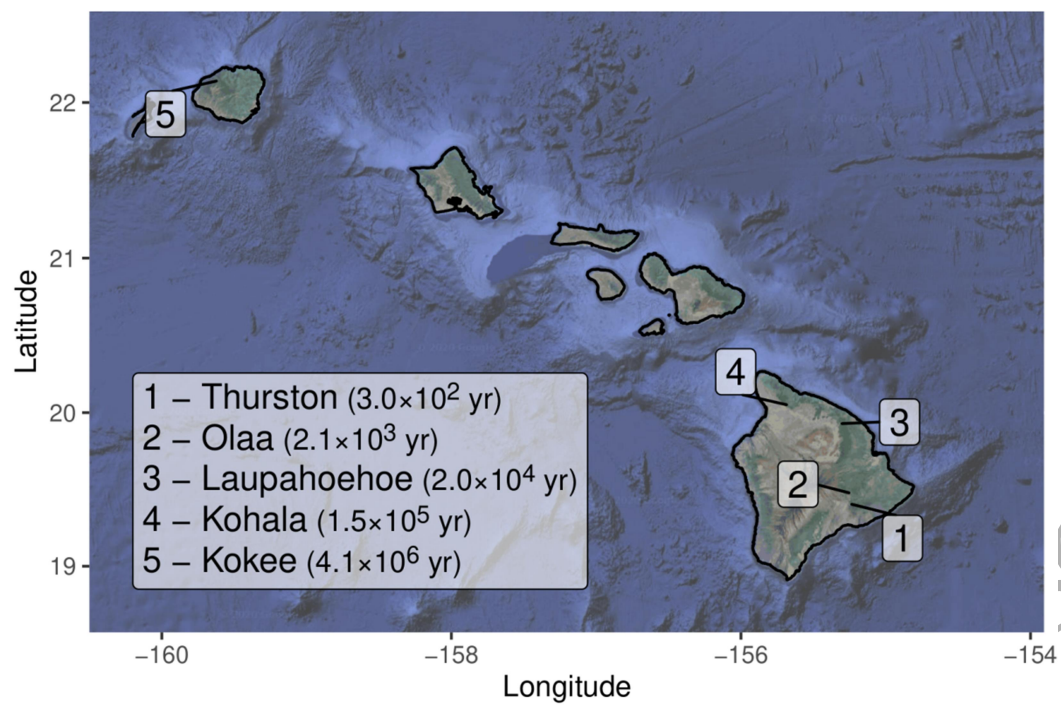 22
21
20
19
Latitude
5
4
3
2
1
1 – Thurston (3.0×10² yr)
2 – Olaa (2.1×10³ yr)
3 – Laupahoehoe (2.0×10⁴ yr)
4 – Kohala (1.5×10⁵ yr)
5 – Kokee (4.1×10⁶ yr)
−160
−158
−156
−154
Longitude